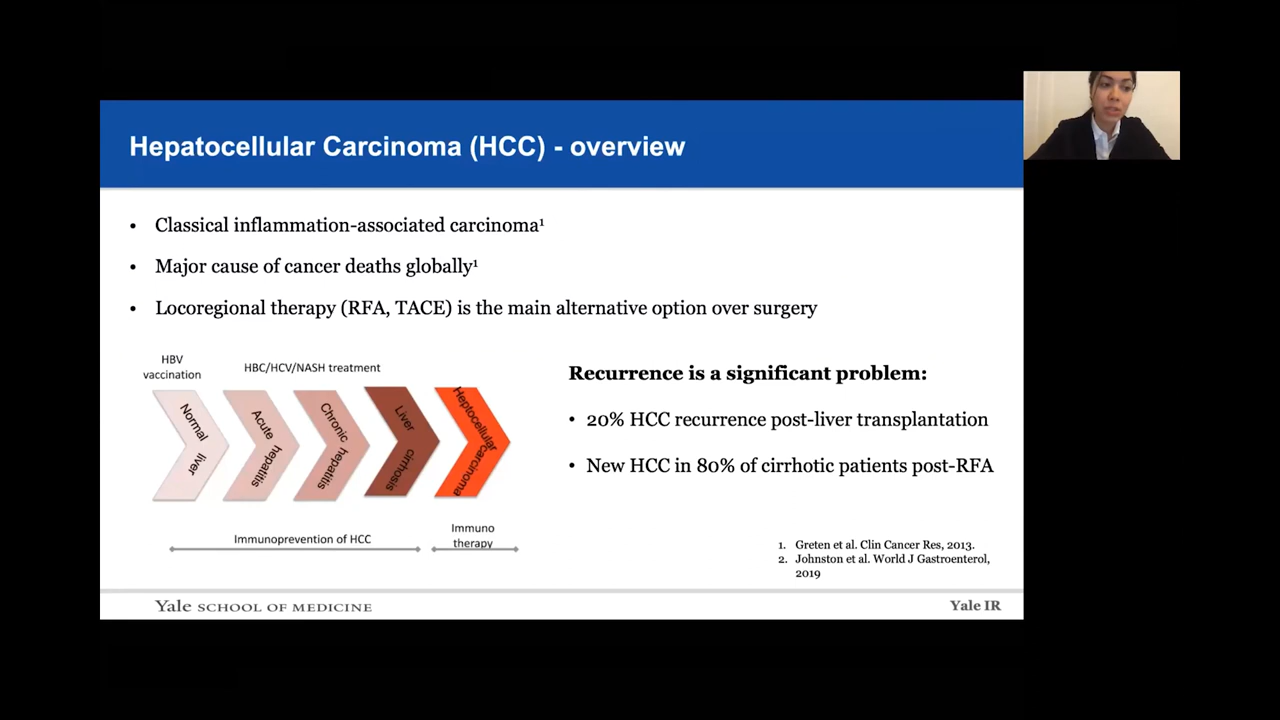 Hepatocellular Carcinoma (HCC) - overview
• Classical inflammation-associated carcinoma¹
• Major cause of cancer deaths globally¹
• Locoregional therapy (RFA, TACE) is the main alternative option over surgery
HBV
vaccination
HBC/HCV/NASH treatment
Normal liver
Acute hepatitis
Chronic hepatitis
Liver cirrhosis
Heptocellular carcinoma
Immunoprevention of HCC
Immuno
therapy
Recurrence is a significant problem:
• 20% HCC recurrence post-liver transplantation
• New HCC in 80% of cirrhotic patients post-RFA
1. Greten et al. Clin Cancer Res, 2013.
2. Johnston et al. World J Gastroenterol,
2019
Yale SCHOOL OF MEDICINE
Yale IR